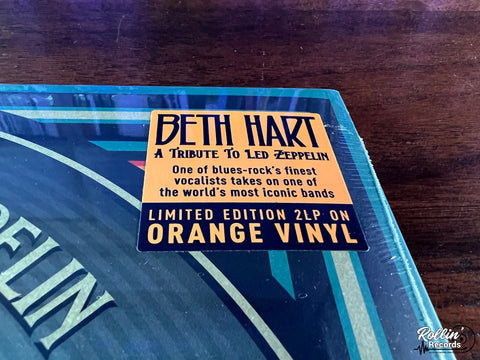 BETH HART
A TRIBUTE TO LED ZEPPELIN
One of blues-rock's finest
vocalists takes on one of
the world's most iconic bands
LIMITED EDITION 2LP ON
ORANGE VINYL
PELIN
Rollin'
Records